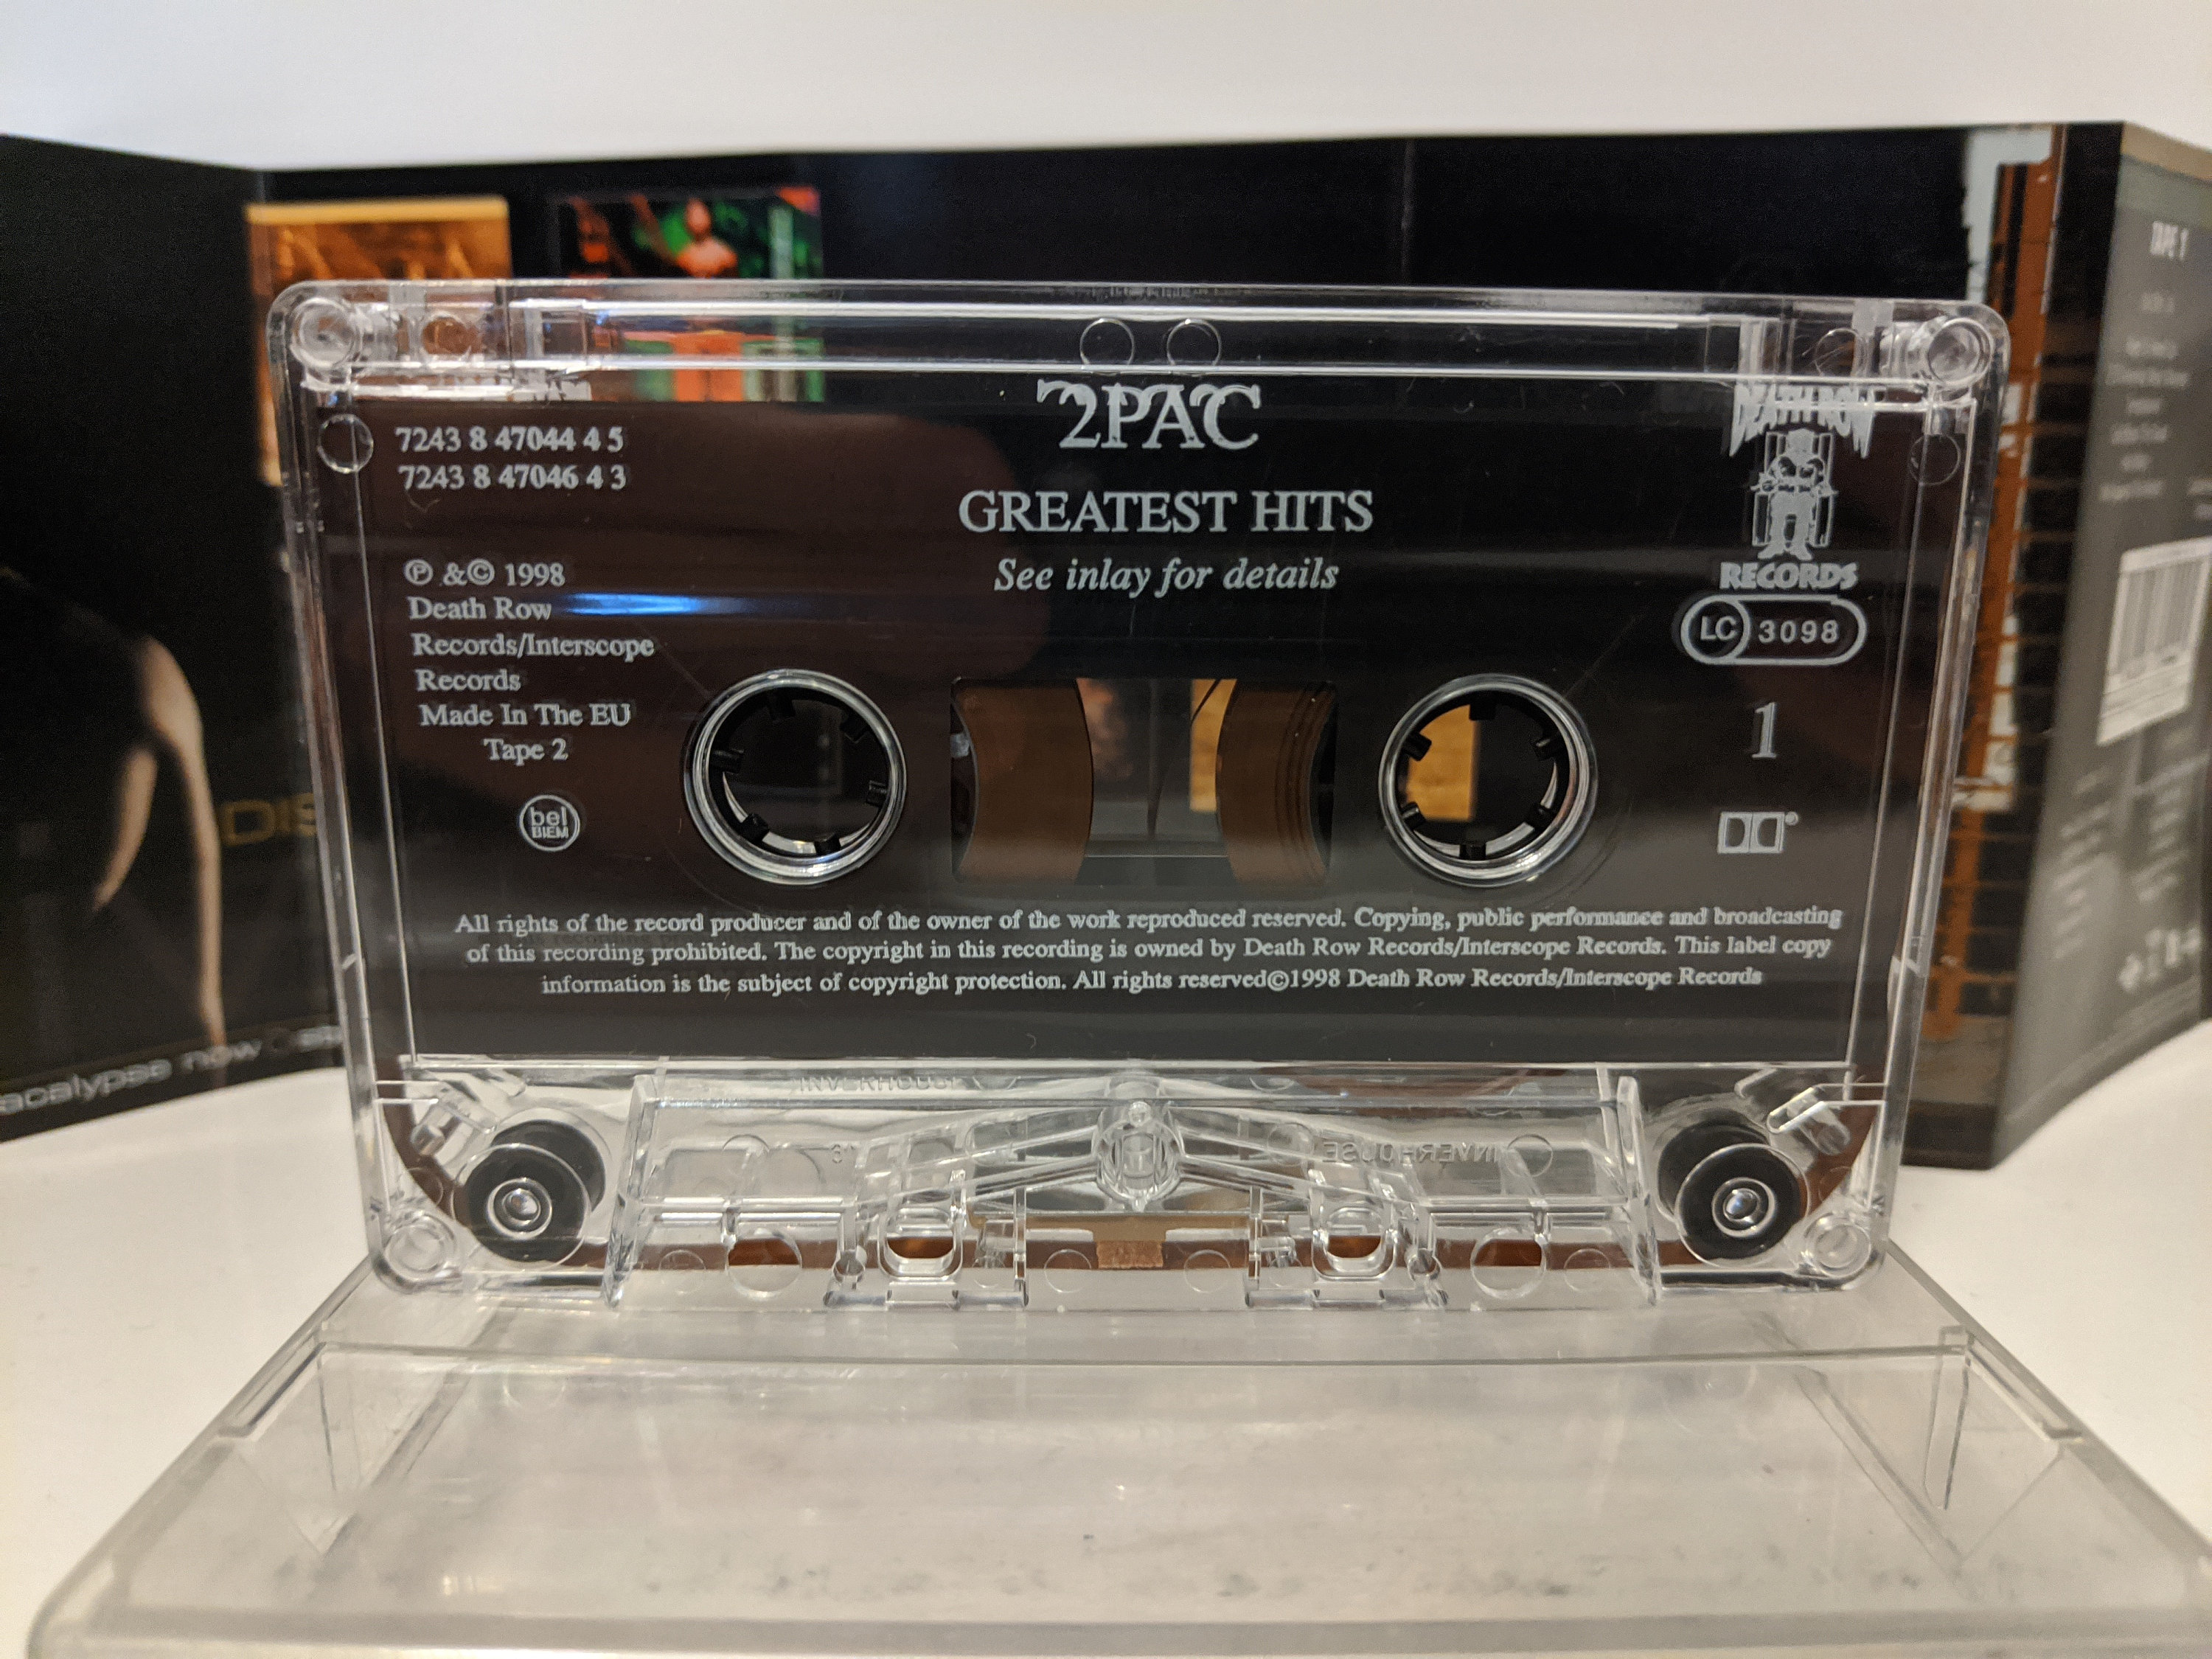 TAPE 1
2PAC
GREATEST HITS
See inlay for details
7243 8 47044 4 5
7243 8 47046 4 3
℗ &© 1998
Death Row
Records/Interscope
Records
Made In The EU
Tape 2
bel
BIEM
DEATH ROW
RECORDS
LC 3098
1
All rights of the record producer and of the owner of the work reproduced reserved. Copying, public performance and broadcasting
of this recording prohibited. The copyright in this recording is owned by Death Row Records/Interscope Records. This label copy
information is the subject of copyright protection. All rights reserved©1998 Death Row Records/Interscope Records
DIS
acalypse now
INVERHOUSE
INVERHOUSE